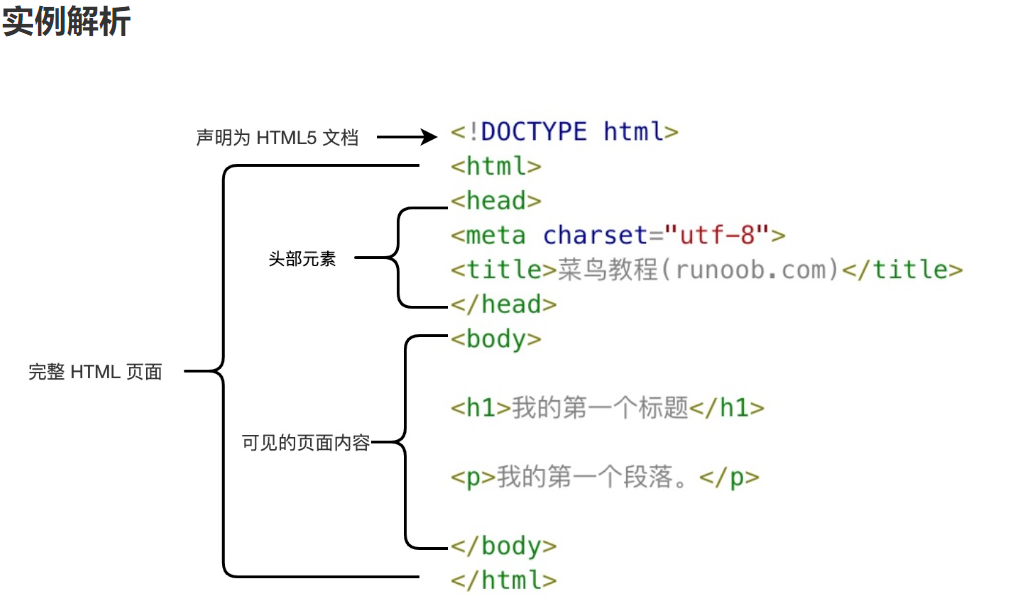 实例解析
声明为 HTML5 文档
<!DOCTYPE html>
<html>
<head>
<meta charset="utf-8">
头部元素
<title>菜鸟教程(runoob.com)</title>
</head>
<body>
完整 HTML 页面
<h1>我的第一个标题</h1>
可见的页面内容
<p>我的第一个段落。</p>
</body>
</html>